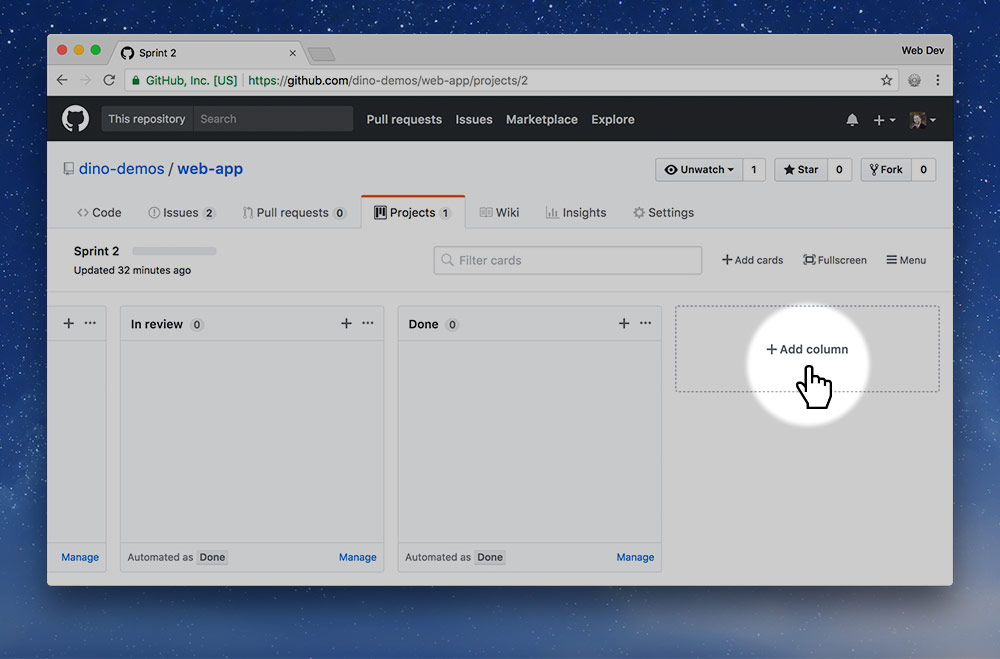 Sprint 2
Web Dev
GitHub, Inc. [US] https://github.com/dino-demos/web-app/projects/2
This repository Search Pull requests Issues Marketplace Explore
dino-demos / web-app Unwatch 1 Star 0 Fork 0
Code Issues 2 Pull requests 0 Projects 1 Wiki Insights Settings
Sprint 2
Updated 32 minutes ago
Filter cards
Add cards Fullscreen Menu
In review 0
Done 0
Add column
Manage
Automated as Done Manage
Automated as Done Manage